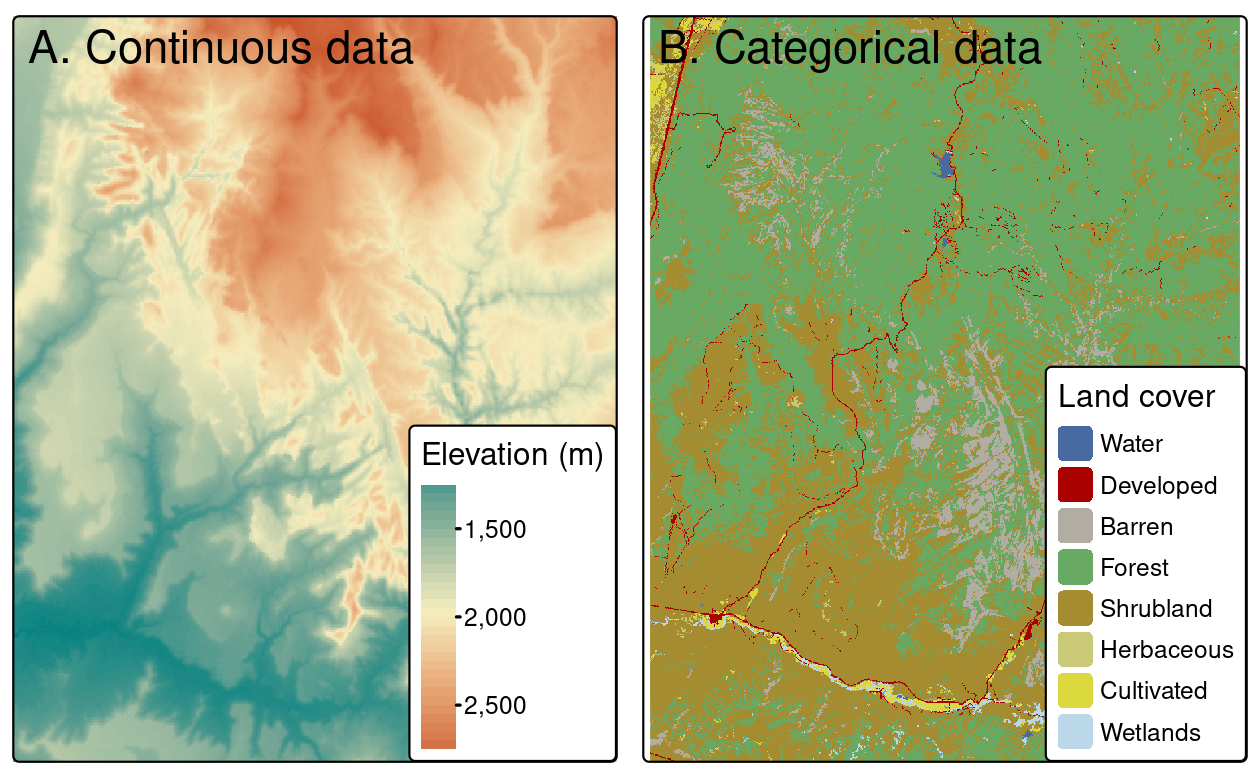 A. Continuous data
Elevation (m)
1,500
2,000
2,500
B. Categorical data
Land cover
Water
Developed
Barren
Forest
Shrubland
Herbaceous
Cultivated
Wetlands